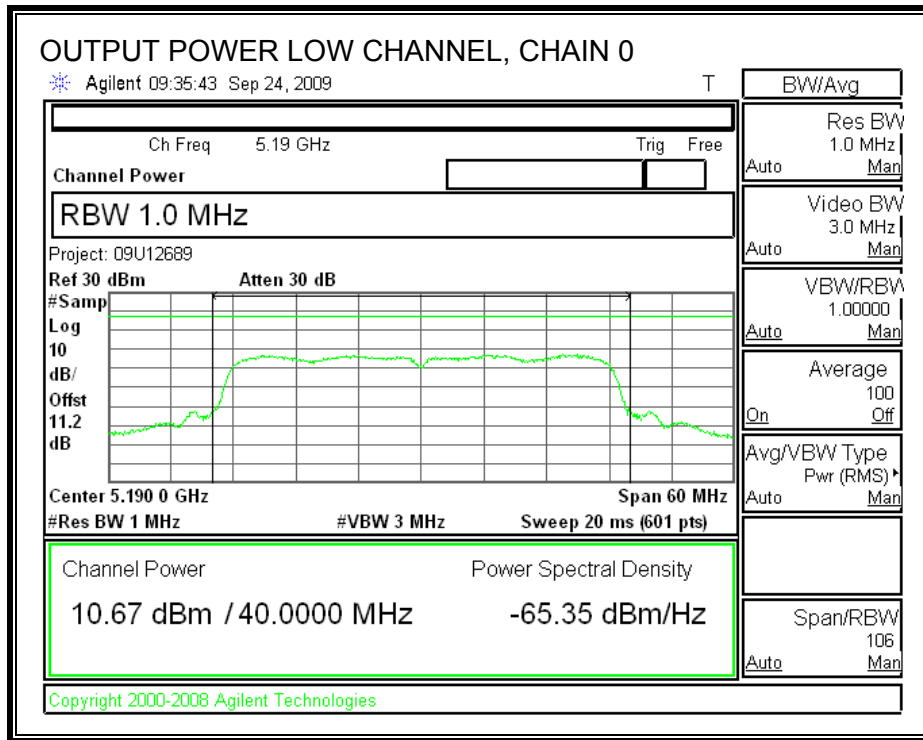 OUTPUT POWER LOW CHANNEL, CHAIN 0
Agilent 09:35:43 Sep 24, 2009 T
Ch Freq 5.19 GHz Trig Free
Channel Power
RBW 1.0 MHz
Project: 09U12689
Ref 30 dBm Atten 30 dB
#Samp
Log
10
dB/
Offst
11.2
dB
Center 5.190 0 GHz Span 60 MHz
#Res BW 1 MHz #VBW 3 MHz Sweep 20 ms (601 pts)
Channel Power Power Spectral Density
10.67 dBm / 40.0000 MHz -65.35 dBm/Hz
Copyright 2000-2008 Agilent Technologies
BW/Avg
Res BW
1.0 MHz
Auto Man
Video BW
3.0 MHz
Auto Man
VBW/RBW
1.00000
Auto Man
Average
100
On Off
Avg/VBW Type
Pwr (RMS)
Auto Man
Span/RBW
106
Auto Man